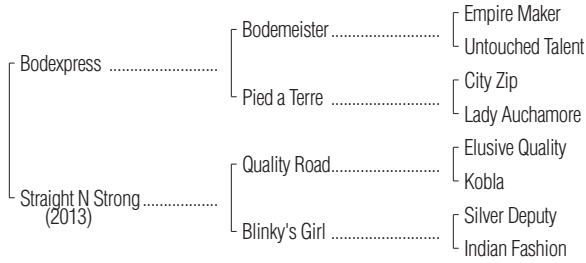 Empire Maker
Bodemeister ........................
Untouched Talent
Bodexpress ........................
City Zip
Pied a Terre ........................
Lady Auchamore
Elusive Quality
Quality Road........................
Kobla
Straight N Strong ................
(2013)
Silver Deputy
Blinky's Girl ........................
Indian Fashion